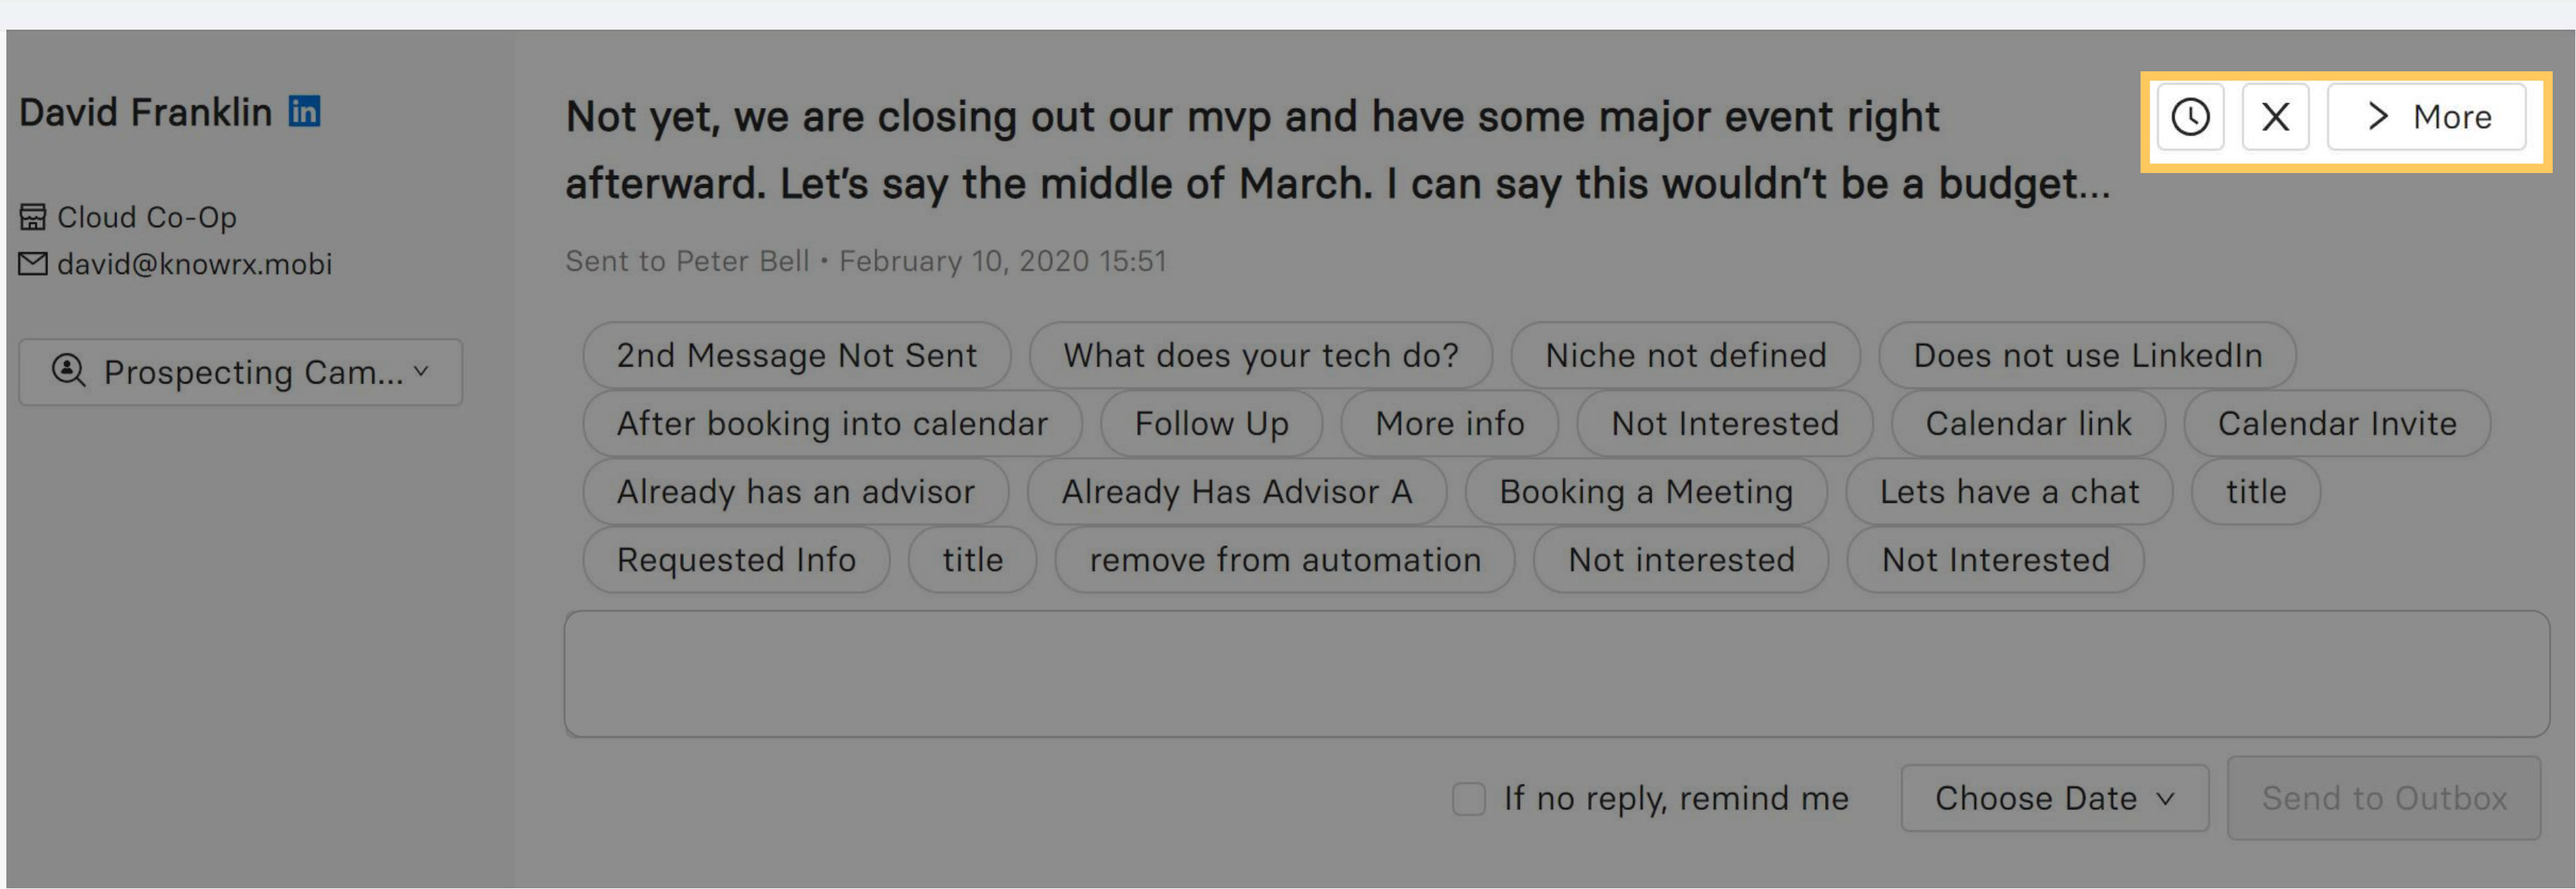 David Franklin in
Cloud Co-Op
david@knowrx.mobi
Prospecting Cam...
Not yet, we are closing out our mvp and have some major event right
afterward. Let's say the middle of March. I can say this wouldn't be a budget...
Sent to Peter Bell • February 10, 2020 15:51
X > More
2nd Message Not Sent What does your tech do? Niche not defined Does not use LinkedIn
After booking into calendar Follow Up More info Not Interested Calendar link Calendar Invite
Already has an advisor Already Has Advisor A Booking a Meeting Lets have a chat title
Requested Info title remove from automation Not interested Not Interested
If no reply, remind me Choose Date Send to Outbox